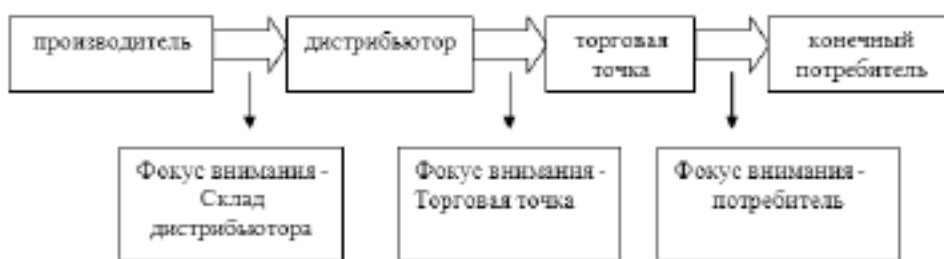 производитель
дистрибьютор
торговая
точка
конечный
потребитель
Фокус внимания -
Склад
дистрибьютора
Фокус внимания -
Торговая точка
Фокус внимания -
потребитель